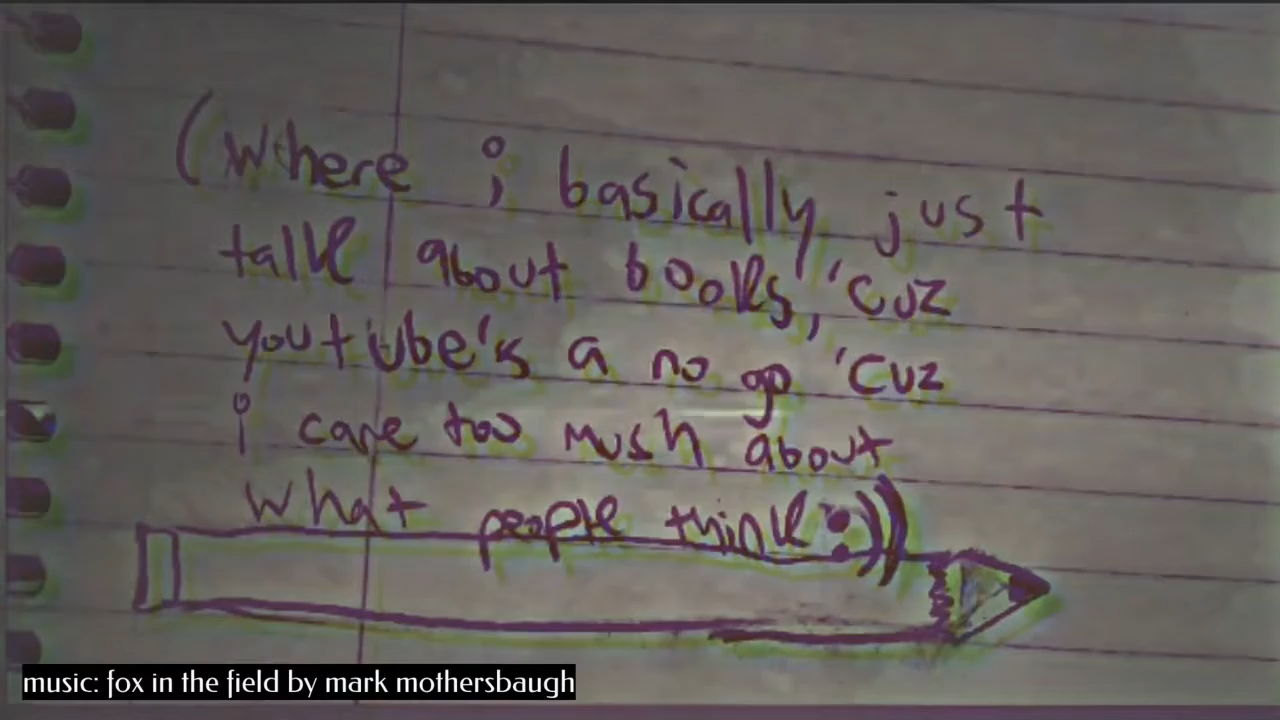 (where i basically just
talk about books, 'cuz
youtube's a no go 'cuz
i care too mush about
what people think:))
music: fox in the field by mark mothersbaugh